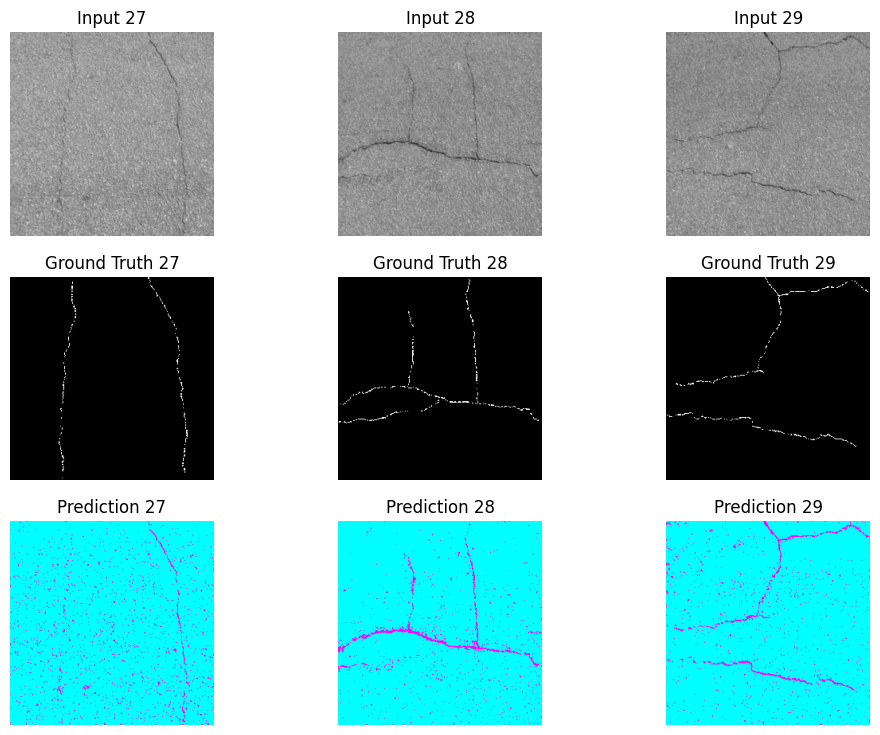 Input 27
Input 28
Input 29
Ground Truth 27
Ground Truth 28
Ground Truth 29
Prediction 27
Prediction 28
Prediction 29